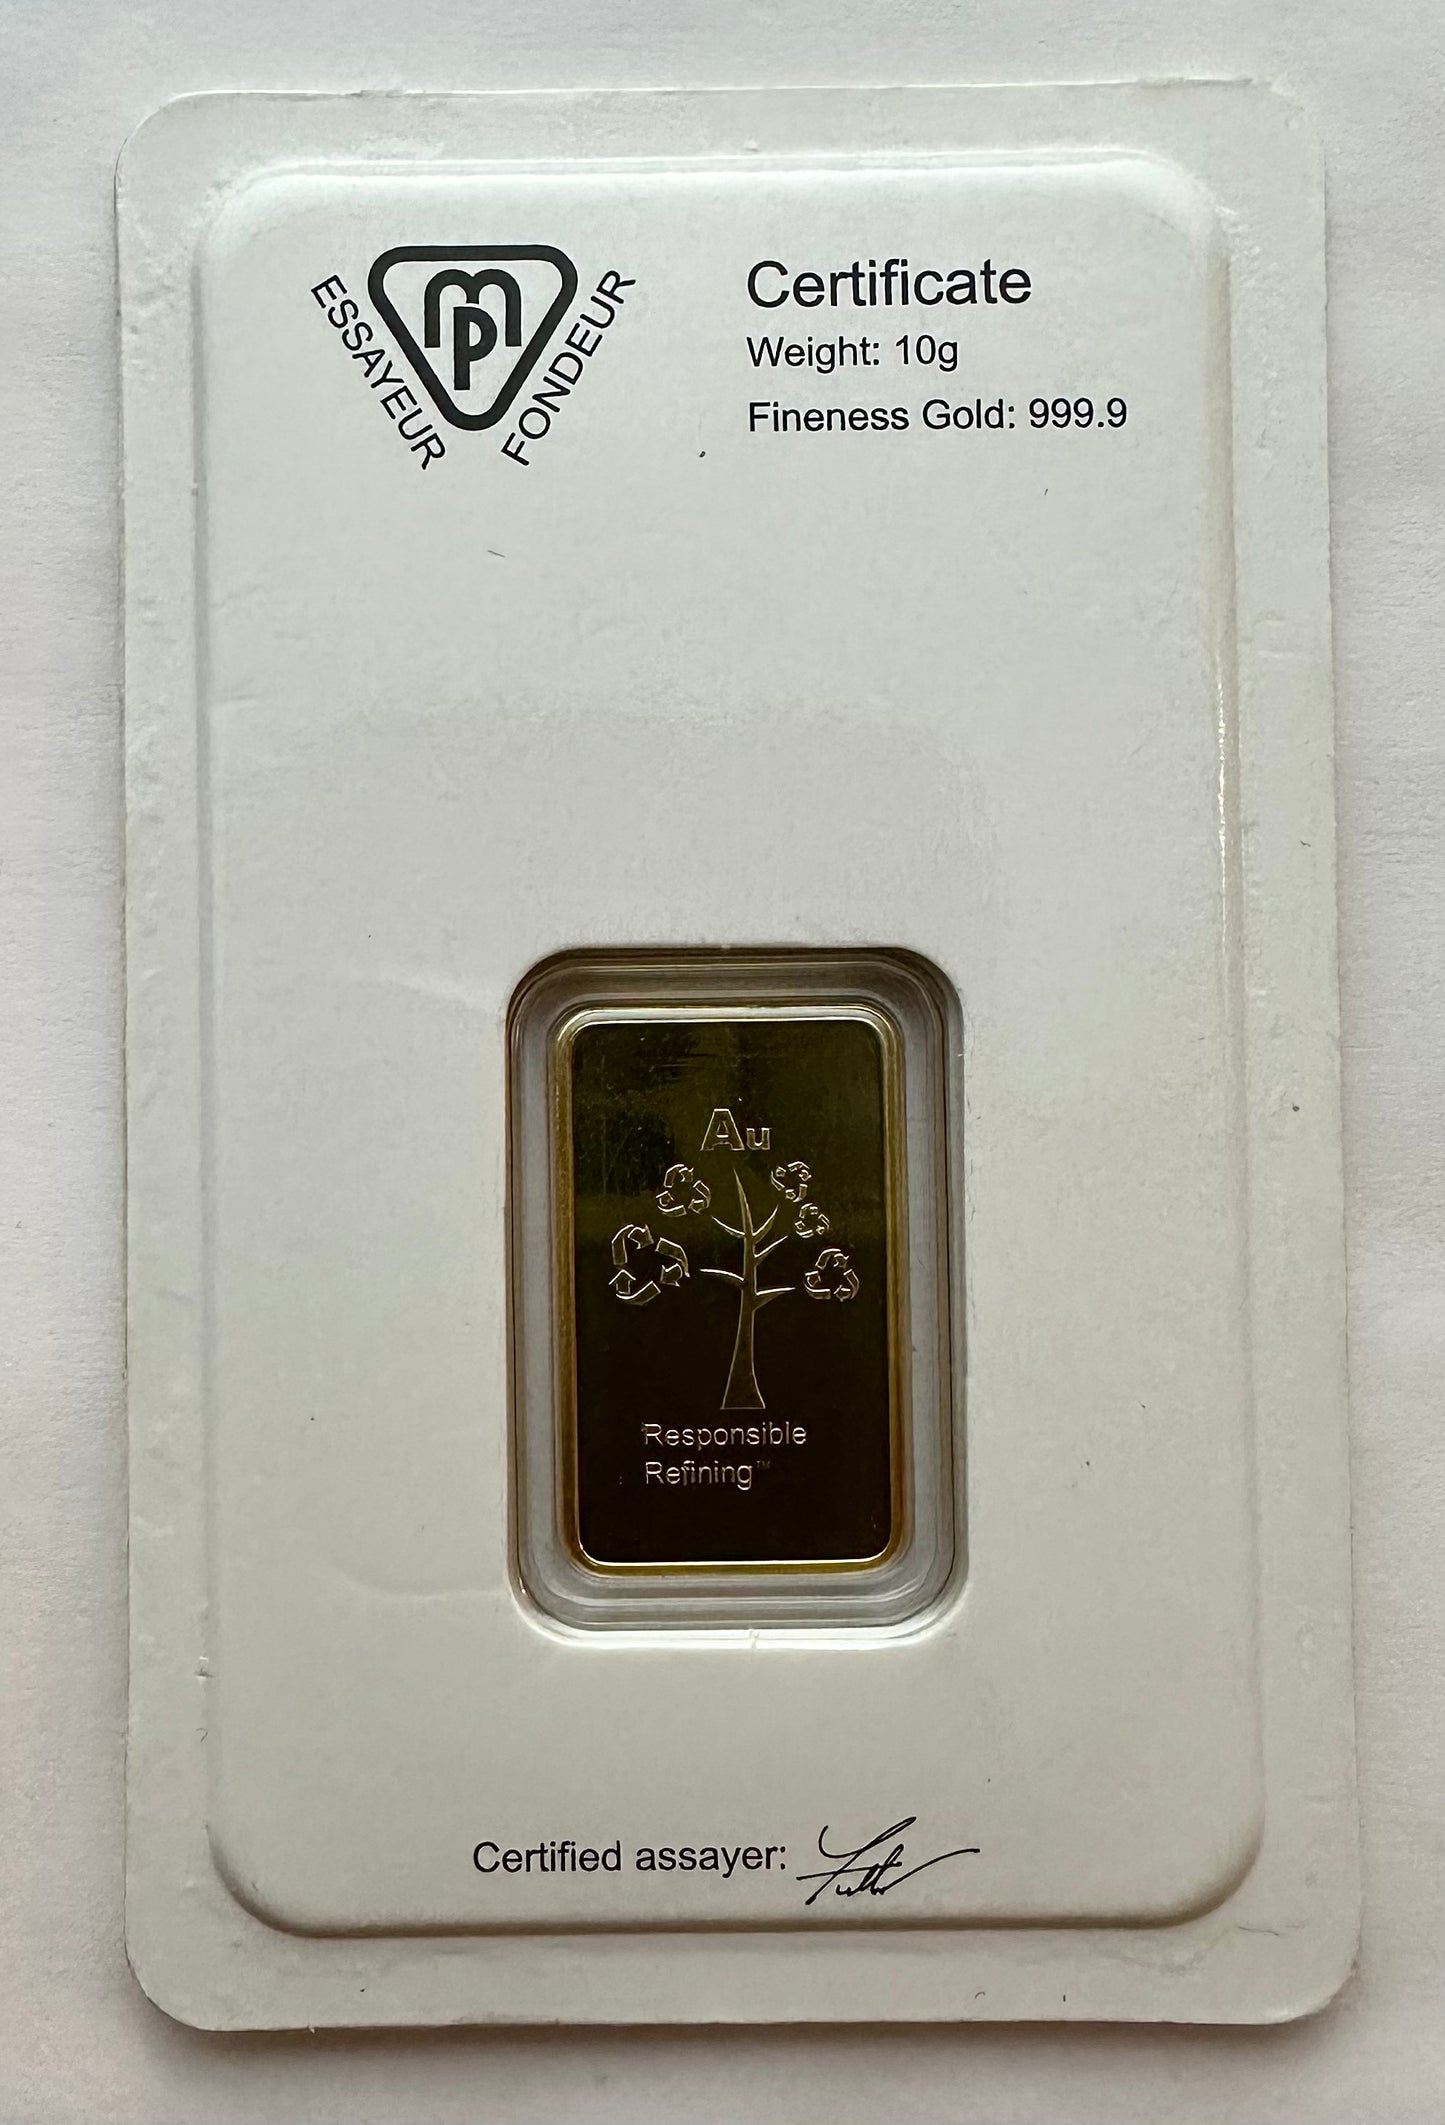 ESSAYEUR
mp
FONDEUR
Certificate
Weight: 10g
Fineness Gold: 999.9
Au
Responsible
Refining™
Certified assayer: